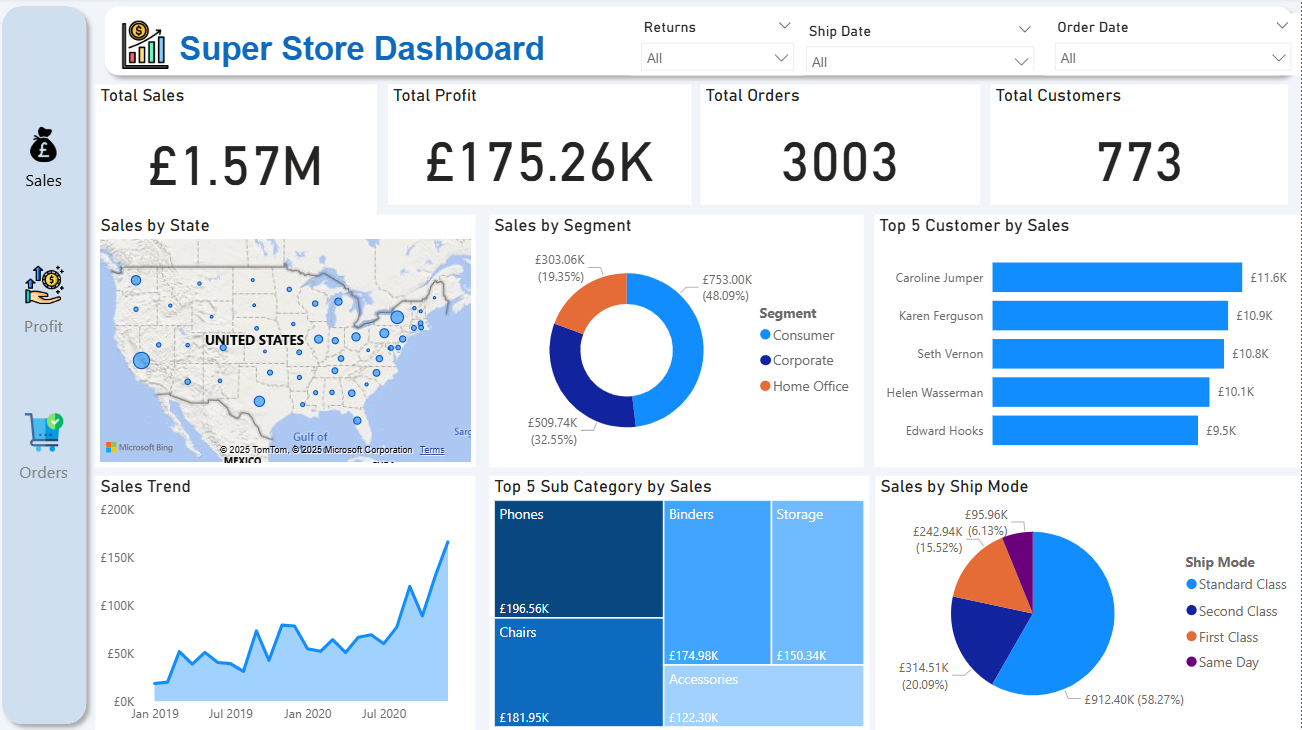 Super Store Dashboard
Returns
All
Ship Date
All
Order Date
All
Sales
Profit
Orders
Total Sales
£1.57M
Total Profit
£175.26K
Total Orders
3003
Total Customers
773
Sales by State
UNITED STATES
Gulf of
MEXICO
Microsoft Bing
© 2025 TomTom, © 2025 Microsoft Corporation
Terms
Sales by Segment
£303.06K
(19.35%)
£753.00K
(48.09%)
£509.74K
(32.55%)
Segment
Consumer
Corporate
Home Office
Top 5 Customer by Sales
Caroline Jumper
£11.6K
Karen Ferguson
£10.9K
Seth Vernon
£10.8K
Helen Wasserman
£10.1K
Edward Hooks
£9.5K
Sales Trend
£200K
£150K
£100K
£50K
£0K
Jan 2019
Jul 2019
Jan 2020
Jul 2020
Top 5 Sub Category by Sales
Phones
£196.56K
Chairs
£181.95K
Binders
£174.98K
Storage
£150.34K
Accessories
£122.30K
Sales by Ship Mode
£95.96K
(6.13%)
£242.94K
(15.52%)
£314.51K
(20.09%)
£912.40K (58.27%)
Ship Mode
Standard Class
Second Class
First Class
Same Day